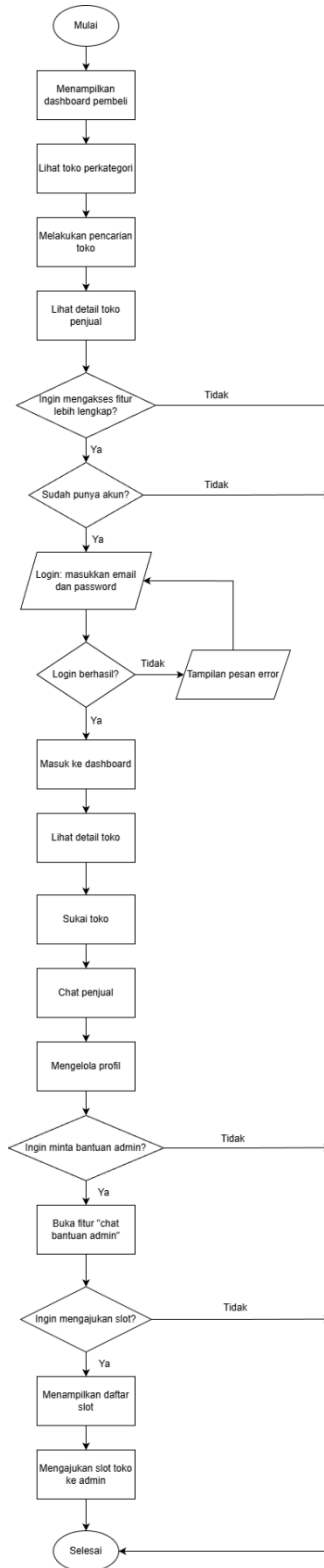 Mulai
Menampilkan
dashboard pembeli
Lihat toko perkategori
Melakukan pencarian
toko
Lihat detail toko
penjual
Ingin mengakses fitur
lebih lengkap?
Tidak
Ya
Sudah punya akun?
Tidak
Ya
Login: masukkan email
dan password
Login berhasil?
Tidak
Tampilan pesan error
Ya
Masuk ke dashboard
Lihat detail toko
Sukai toko
Chat penjual
Mengelola profil
Ingin minta bantuan admin?
Tidak
Ya
Buka fitur "chat
bantuan admin"
Ingin mengajukan slot?
Tidak
Ya
Menampilkan daftar
slot
Mengajukan slot toko
ke admin
Selesai